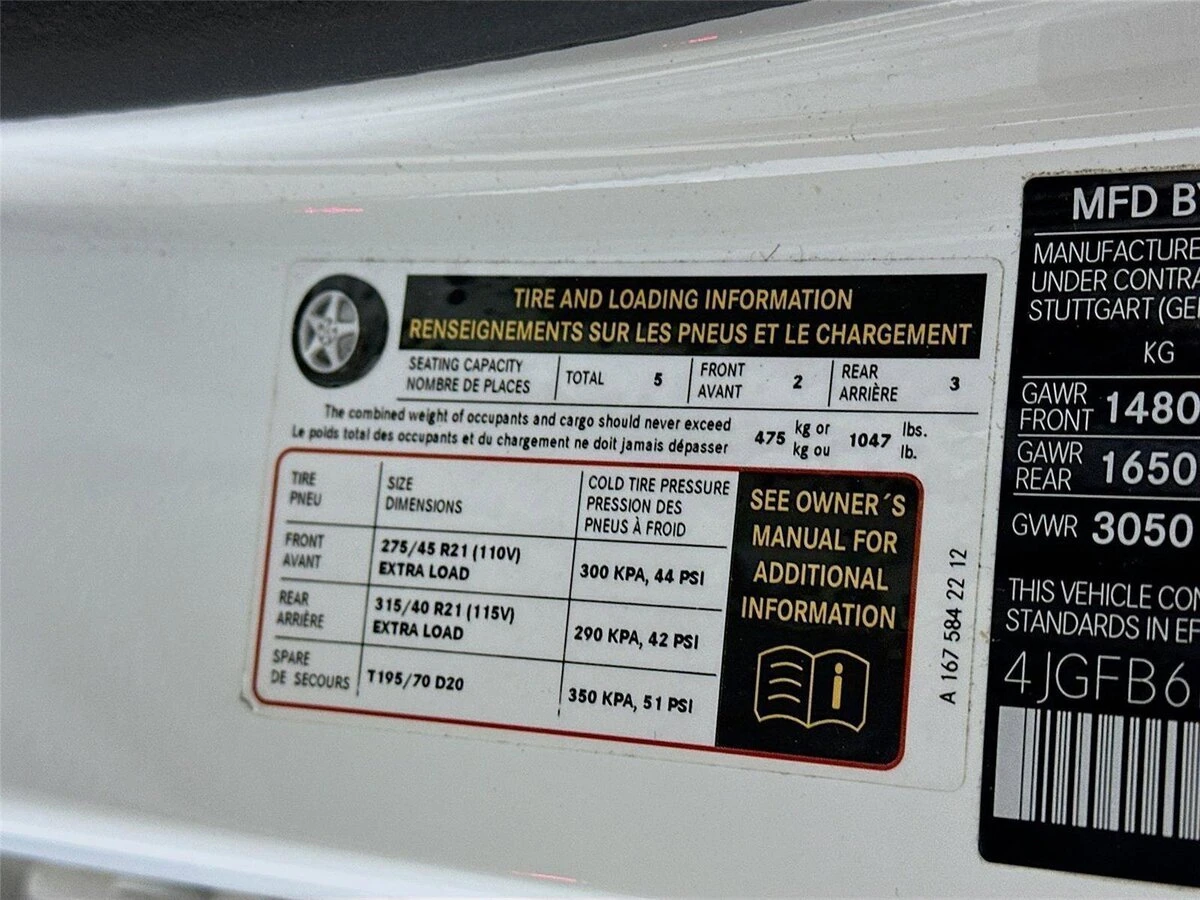 TIRE AND LOADING INFORMATION
RENSEIGNEMENTS SUR LES PNEUS ET LE CHARGEMENT
SEATING CAPACITY
NOMBRE DE PLACES
TOTAL 5
FRONT
AVANT
2
REAR
ARRIÈRE
3
The combined weight of occupants and cargo should never exceed
Le poids total des occupants et du chargement ne doit jamais dépasser
475 kg or
kg ou
1047 lbs.
lb.
TIRE
PNEU
SIZE
DIMENSIONS
COLD TIRE PRESSURE
PRESSION DES
PNEUS À FROID
FRONT
AVANT
275/45 R21 (110V)
EXTRA LOAD
300 KPA, 44 PSI
REAR
ARRIÈRE
315/40 R21 (115V)
EXTRA LOAD
290 KPA, 42 PSI
SPARE
DE SECOURS
T195/70 D20
350 KPA, 51 PSI
SEE OWNER´S
MANUAL FOR
ADDITIONAL
INFORMATION
A 167 584 22 12
MFD
UNDER
STUTTGART
KG
GAWR
FRONT 1480
GAWR
REAR 1650
GVWR 3050
THIS VEHICLE
STANDARDS IN
4JGFB6